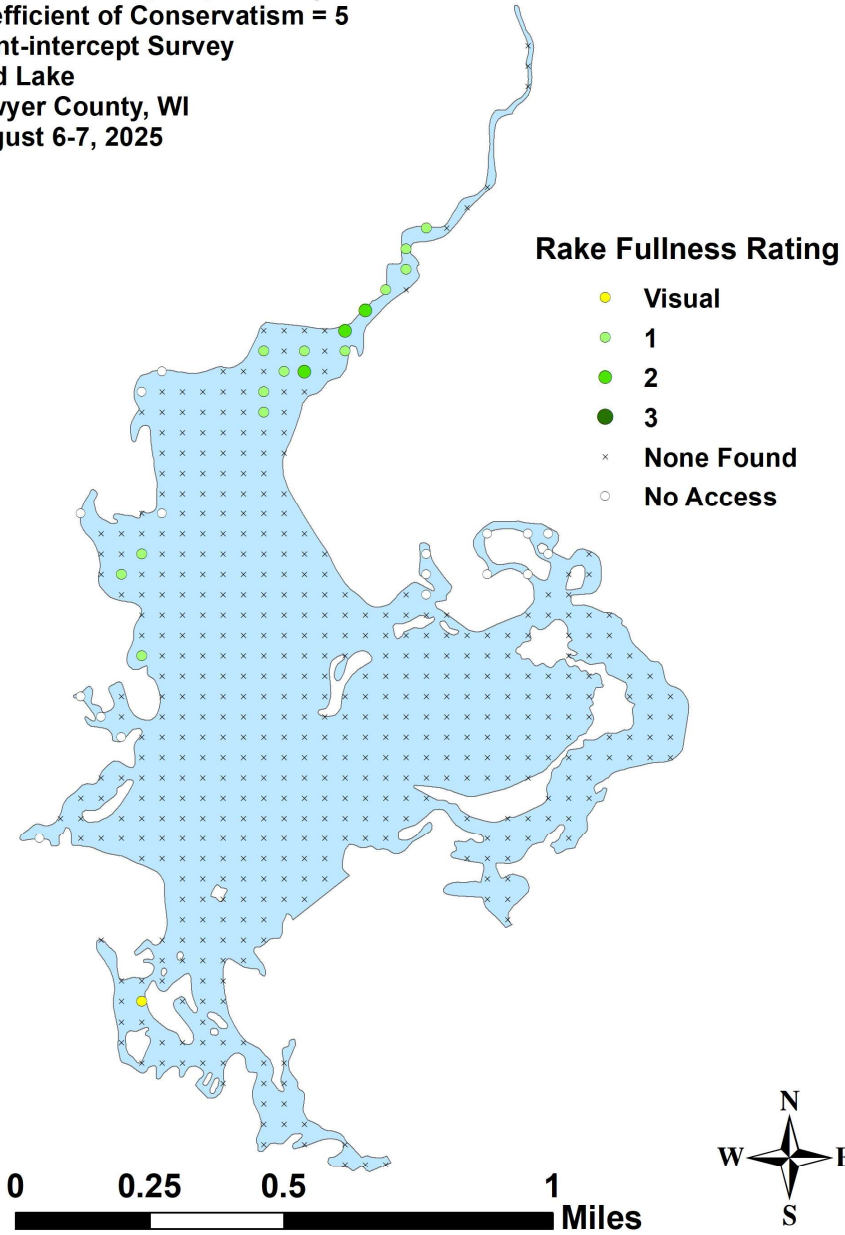 efficient of Conservatism = 5
nt-intercept Survey
d Lake
yer County, WI
gust 6-7, 2025
Rake Fullness Rating
Visual
1
2
3
None Found
No Access
N
W E
S
0 0.25 0.5 1
Miles